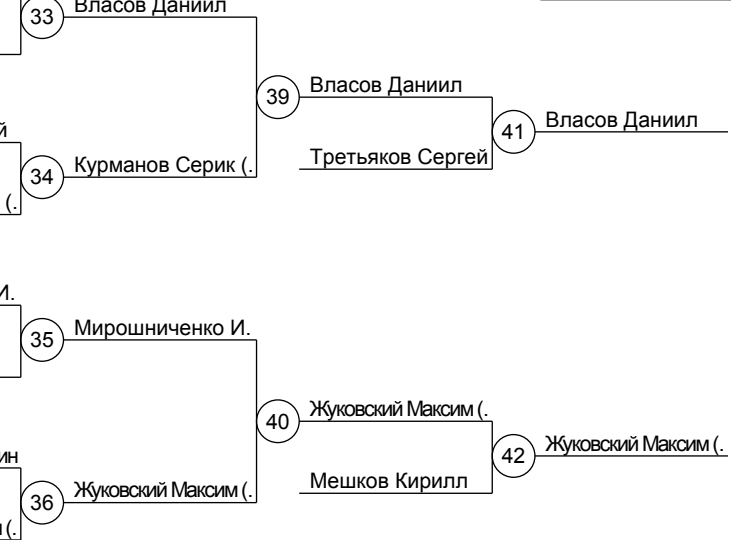 33
Власов Даниил
39
Власов Даниил
41
Власов Даниил
й
34
Курманов Серик (.
Третьяков Сергей
(.
И.
35
Мирошниченко И.
40
Жуковский Максим (.
42
Жуковский Максим (.
ин
36
Жуковский Максим (.
Мешков Кирилл
(.